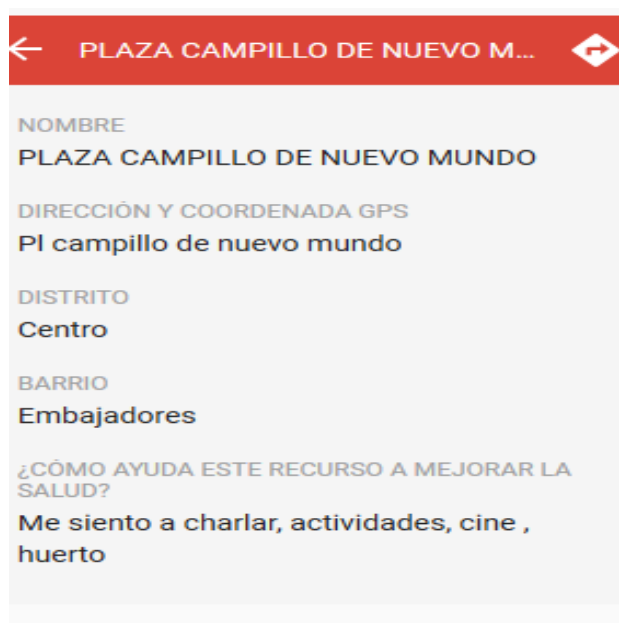 PLAZA CAMPILLO DE NUEVO M...
NOMBRE
PLAZA CAMPILLO DE NUEVO MUNDO
DIRECCIÓN Y COORDENADA GPS
Pl campillo de nuevo mundo
DISTRITO
Centro
BARRIO
Embajadores
¿CÓMO AYUDA ESTE RECURSO A MEJORAR LA
SALUD?
Me siento a charlar, actividades, cine ,
huerto